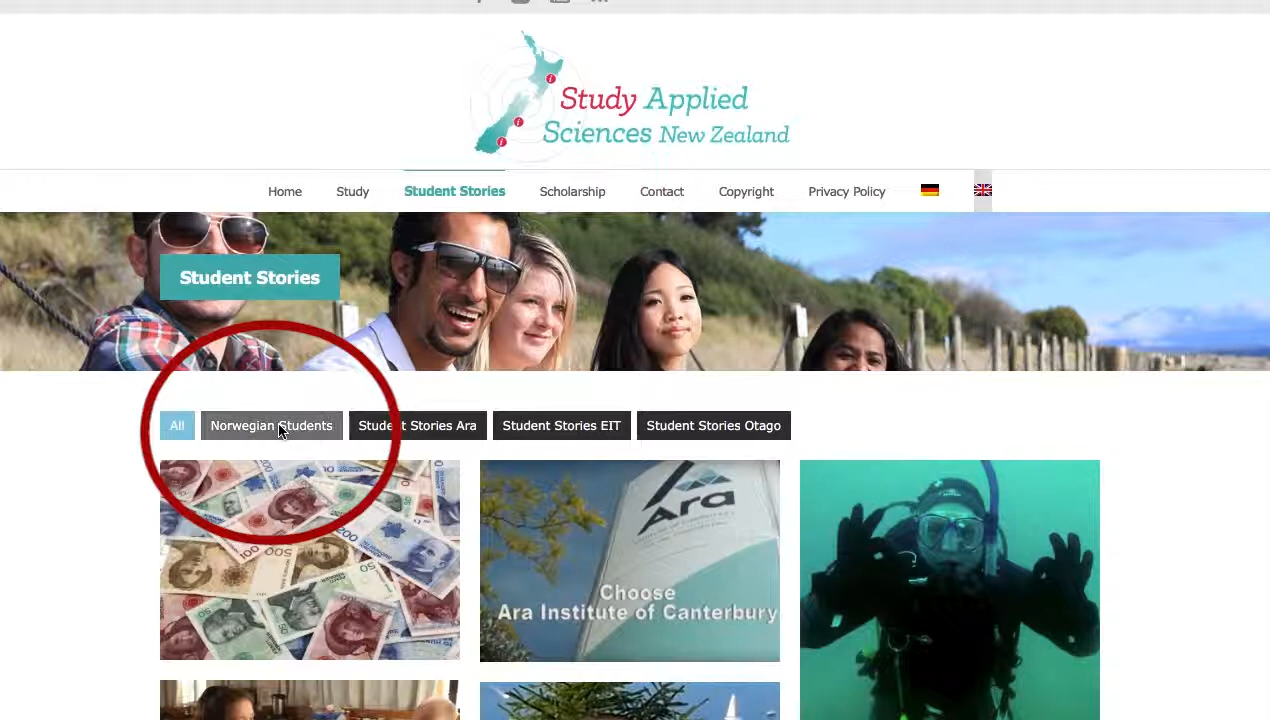 Study Applied
Sciences New Zealand
Home
Study
Student Stories
Scholarship
Contact
Copyright
Privacy Policy
Student Stories
All
Norwegian Students
Student Stories Ara
Student Stories EIT
Student Stories Otago
Ara
Choose
Ara Institute of Canterbury